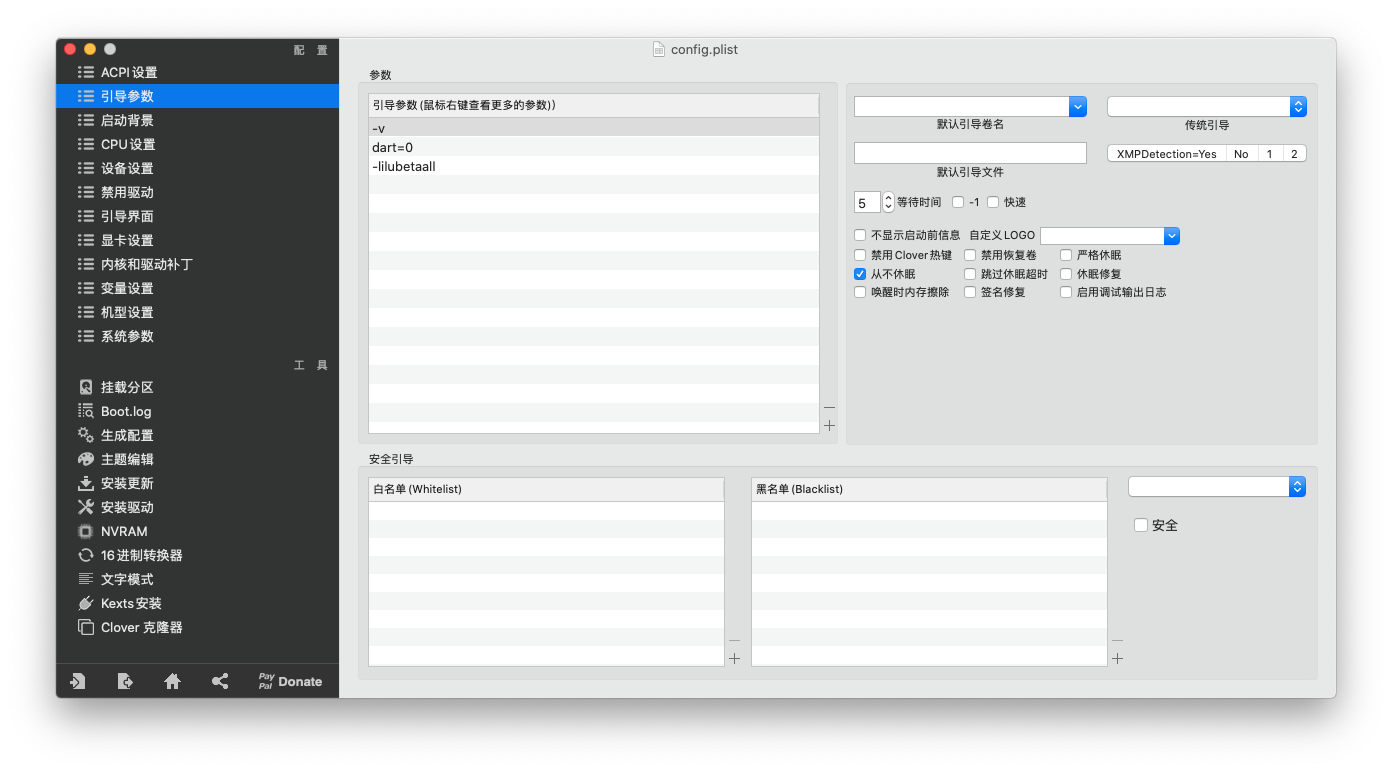 配 置
ACPI 设置
引导参数
启动背景
CPU 设置
设备设置
禁用驱动
引导界面
显卡设置
内核和驱动补丁
变量设置
机型设置
系统参数
工 具
挂载分区
Boot.log
生成配置
主题编辑
安装更新
安装驱动
NVRAM
16 进制转换器
文字模式
Kexts 安装
Clover 克隆器
Pay
Pal
Donate
config.plist
参数
引导参数 (鼠标右键查看更多的参数))
-v
dart=0
-lilubetaall
默认引导卷名
传统引导
默认引导文件
XMPDetection=Yes No 1 2
5 等待时间 -1 快速
不显示启动前信息 自定义 LOGO
禁用 Clover 热键 禁用恢复卷 严格休眠
从不休眠 跳过休眠超时 休眠修复
唤醒时内存擦除 签名修复 启用调试输出日志
安全引导
白名单 (Whitelist)
黑名单 (Blacklist)
安全